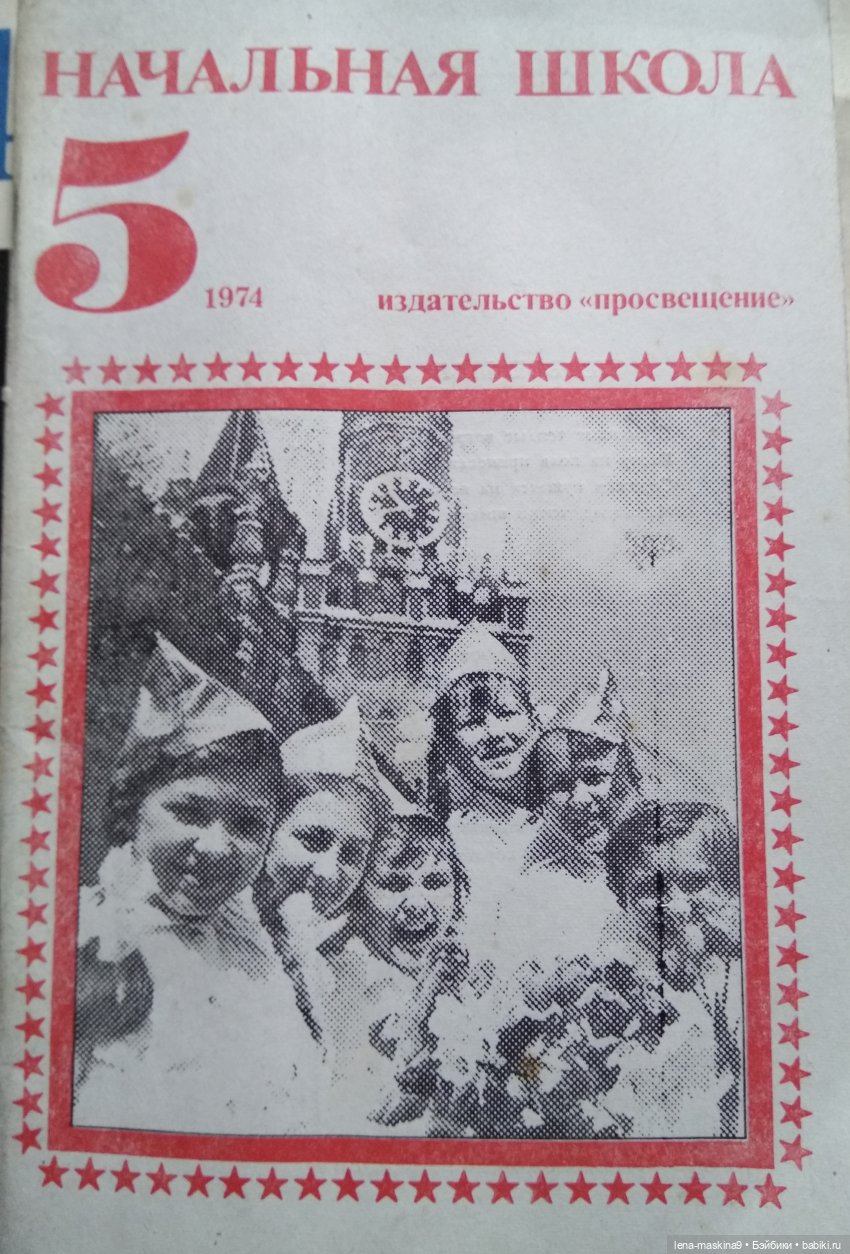 НАЧАЛЬНАЯ ШКОЛА
5
1974
издательство «просвещение»
lena-maskina9 • Бэйбики • babiki.ru